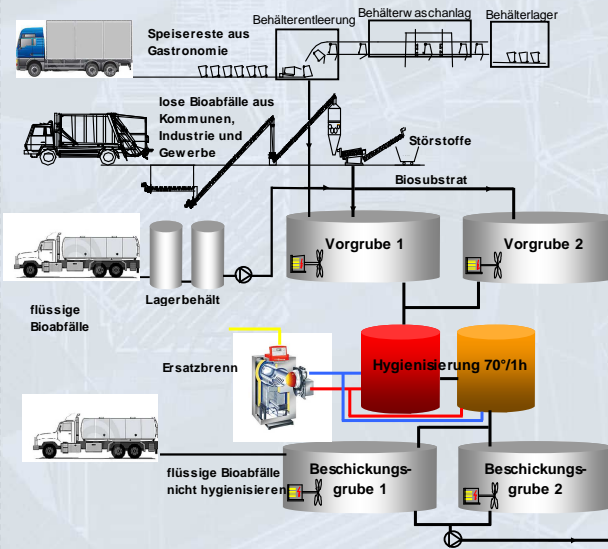 Behälterentleerung
Behälterwaschanlag
Behälterlager
Speisereste aus
Gastronomie
lose Bioabfälle aus
Kommunen,
Industrie und
Gewerbe
Störstoffe
Biosubstrat
Vorgrube 1
Vorgrube 2
Lagerbehält
flüssige
Bioabfälle
Ersatzbrenn
Hygienisierung 70°/1h
flüssige Bioabfälle
nicht hygienisieren
Beschickungs-
grube 1
Beschickungs-
grube 2